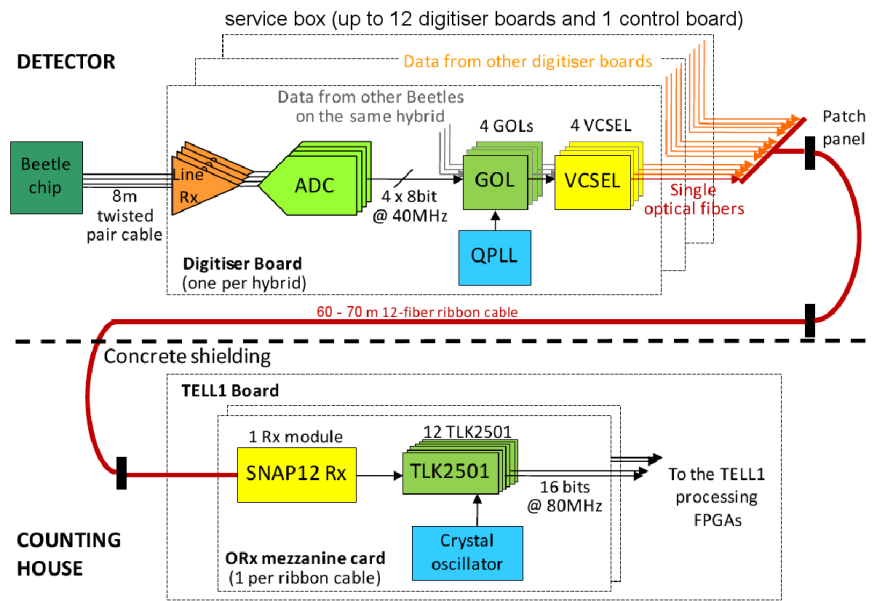 service box (up to 12 digitiser boards and 1 control board)
DETECTOR
Data from other digitiser boards
Data from other Beetles
on the same hybrid
4 GOLs
4 VCSEL
Patch
panel
Beetle
chip
Line
Rx
ADC
GOL
VCSEL
8m
twisted
pair cable
4 x 8bit
@ 40MHz
Single
optical fibers
QPLL
Digitiser Board
(one per hybrid)
60 - 70 m 12-fiber ribbon cable
Concrete shielding
TELL1 Board
1 Rx module
12 TLK2501
SNAP12 Rx
TLK2501
16 bits
@ 80MHz
To the TELL1
processing
FPGAs
Crystal
oscillator
ORx mezzanine card
(1 per ribbon cable)
COUNTING
HOUSE